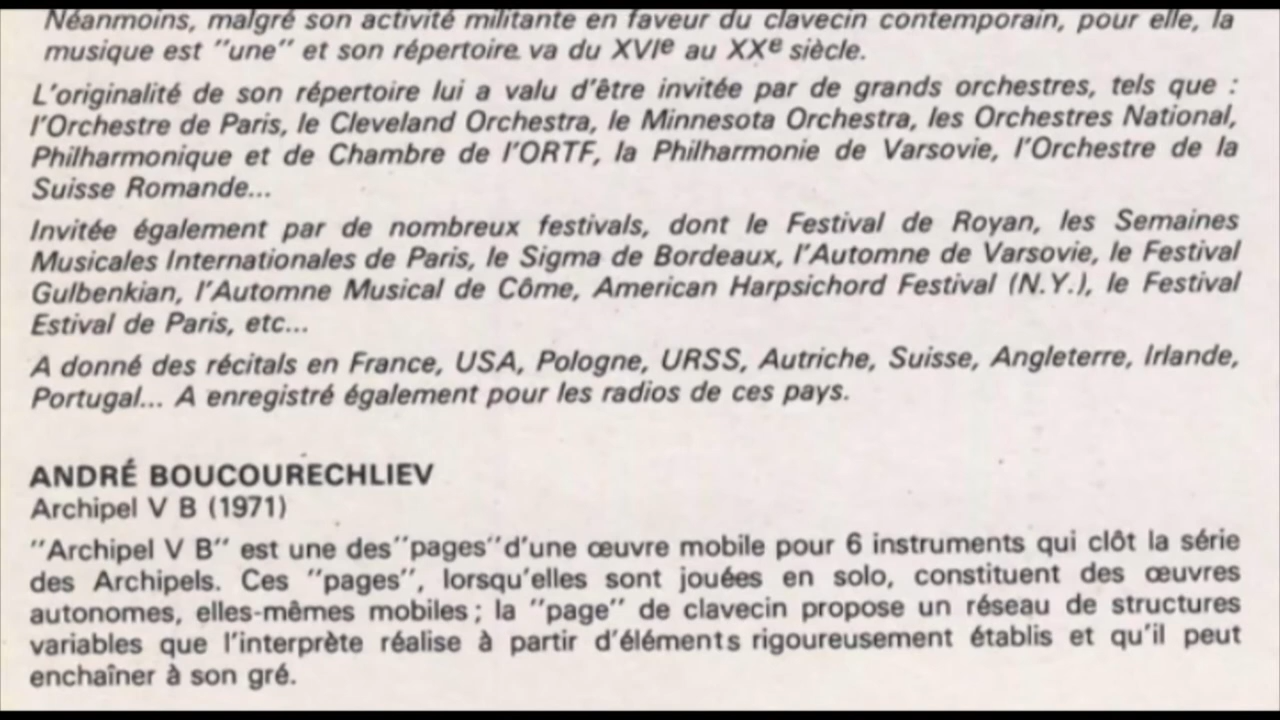 Néanmoins, malgré son activité militante en faveur du clavecin contemporain, pour elle, la
musique est ''une'' et son répertoire va du XVIe au XXe siècle.
L'originalité de son répertoire lui a valu d'être invitée par de grands orchestres, tels que :
l'Orchestre de Paris, le Cleveland Orchestra, le Minnesota Orchestra, les Orchestres National,
Philharmonique et de Chambre de l'ORTF, la Philharmonie de Varsovie, l'Orchestre de la
Suisse Romande...
Invitée également par de nombreux festivals, dont le Festival de Royan, les Semaines
Musicales Internationales de Paris, le Sigma de Bordeaux, l'Automne de Varsovie, le Festival
Gulbenkian, l'Automne Musical de Côme, American Harpsichord Festival (N.Y.), le Festival
Estival de Paris, etc...
A donné des récitals en France, USA, Pologne, URSS, Autriche, Suisse, Angleterre, Irlande,
Portugal... A enregistré également pour les radios de ces pays.
ANDRÉ BOUCOURECHLIEV
Archipel V B (1971)
''Archipel V B'' est une des ''pages'' d'une œuvre mobile pour 6 instruments qui clôt la série
des Archipels. Ces ''pages'', lorsqu'elles sont jouées en solo, constituent des œuvres
autonomes, elles-mêmes mobiles ; la ''page'' de clavecin propose un réseau de structures
variables que l'interprète réalise à partir d'éléments rigoureusement établis et qu'il peut
enchaîner à son gré.